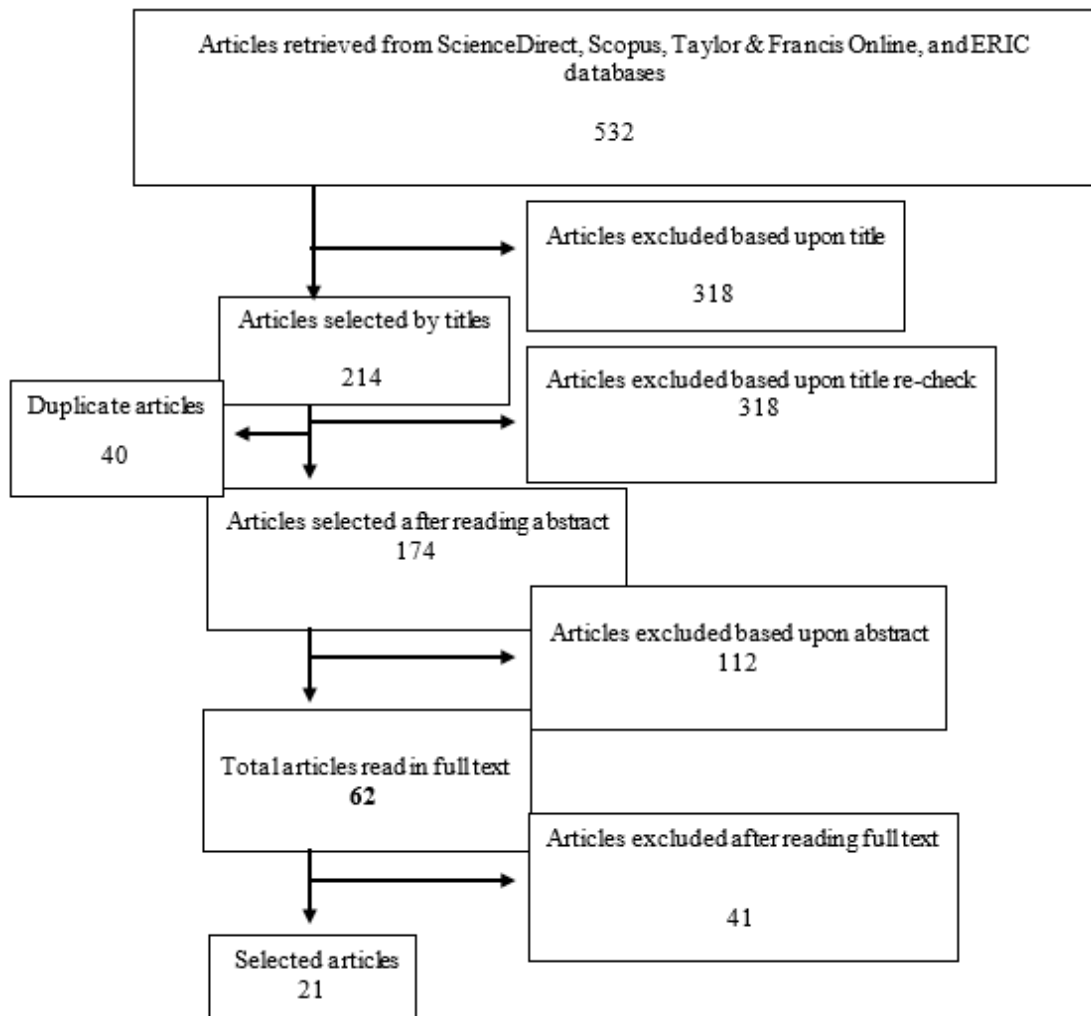 Articles retrieved from ScienceDirect, Scopus, Taylor & Francis Online, and ERIC
databases
532
Articles excluded based upon title
318
Articles selected by titles
214
Articles excluded based upon title re-check
318
Duplicate articles
40
Articles selected after reading abstract
174
Articles excluded based upon abstract
112
Total articles read in full text
62
Articles excluded after reading full text
41
Selected articles
21